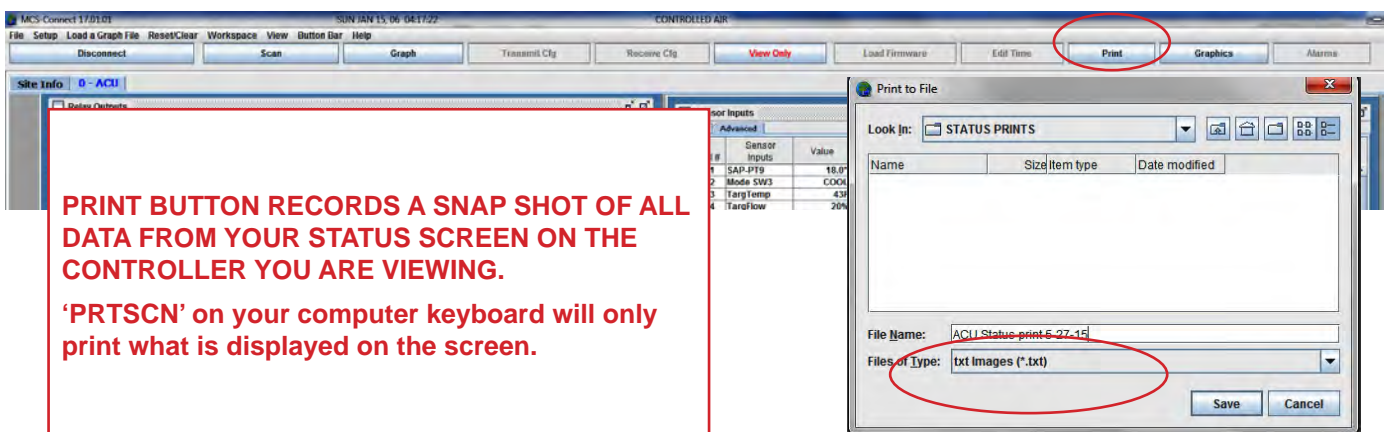 MCS-Connect 17.01.01 SUN JAN 15, 06 04:17:22 CONTROLLED AIR
File Setup Load a Graph File Reset/Clear Workspace View Button Bar Help
Disconnect Scan Graph Transmit Cfg Receive Cfg View Only Load Firmware Edit Time Print Graphics Alarms
Site Info 0 - ACU
Relay Outputs
Inputs
Advanced
Sensor
Inputs Value
1 SAP-PT9 18.0"
2 Mode SW3 COOL
3 TargTemp
4 TargFlow 20%
PRINT BUTTON RECORDS A SNAP SHOT OF ALL
DATA FROM YOUR STATUS SCREEN ON THE
CONTROLLER YOU ARE VIEWING.
‘PRTSCN’ on your computer keyboard will only
print what is displayed on the screen.
Print to File
Look In: STATUS PRINTS
Name Size Item type Date modified
File Name: ACU Status print 5-27-15
Files of Type: txt Images (*.txt)
Save Cancel